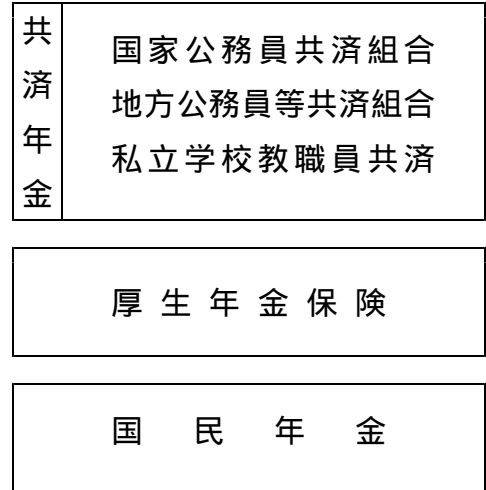 共済年金
国家公務員共済組合
地方公務員等共済組合
私立学校教職員共済
厚生年金保険
国民年金